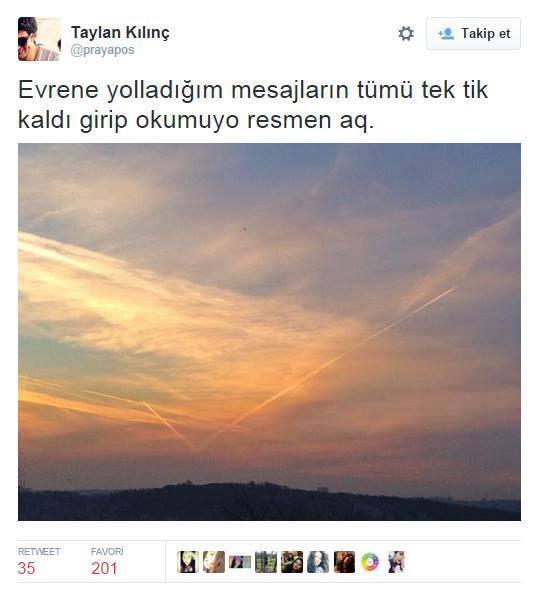 Taylan Kılınç
@prayapos
Takip et
Evrene yolladığım mesajların tümü tek tik
kaldı girip okumuyo resmen aq.
RETWEET
FAVORİ
35
201